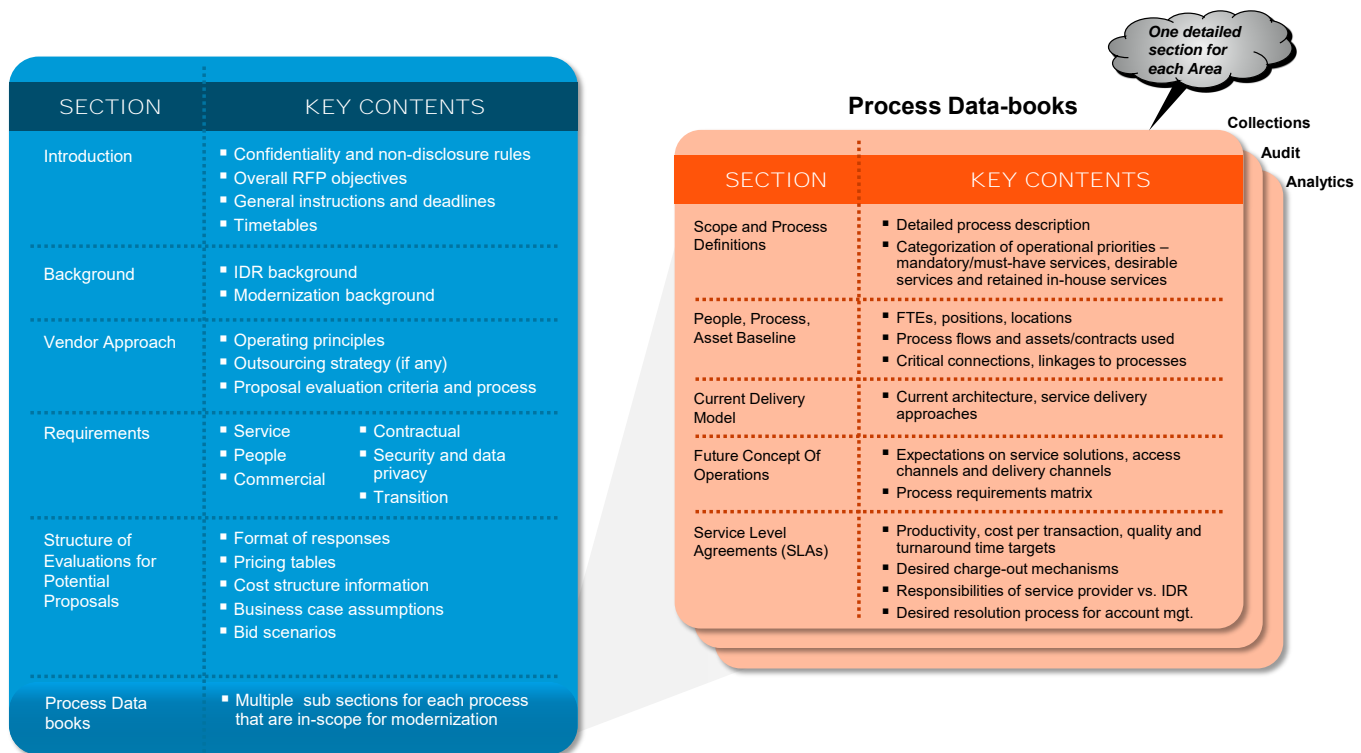 SECTION
KEY CONTENTS
Introduction
Confidentiality and non-disclosure rules
Overall RFP objectives
General instructions and deadlines
Timetables
Background
IDR background
Modernization background
Vendor Approach
Operating principles
Outsourcing strategy (if any)
Proposal evaluation criteria and process
Requirements
Service
People
Commercial
Contractual
Security and data
privacy
Transition
Structure of
Evaluations for
Potential
Proposals
Format of responses
Pricing tables
Cost structure information
Business case assumptions
Bid scenarios
Process Data
books
Multiple sub sections for each process
that are in-scope for modernization
One detailed
section for
each Area
Process Data-books
Collections
Audit
Analytics
SECTION
KEY CONTENTS
Scope and Process
Definitions
Detailed process description
Categorization of operational priorities –
mandatory/must-have services, desirable
services and retained in-house services
People, Process,
Asset Baseline
FTEs, positions, locations
Process flows and assets/contracts used
Critical connections, linkages to processes
Current Delivery
Model
Current architecture, service delivery
approaches
Future Concept Of
Operations
Expectations on service solutions, access
channels and delivery channels
Process requirements matrix
Service Level
Agreements (SLAs)
Productivity, cost per transaction, quality and
turnaround time targets
Desired charge-out mechanisms
Responsibilities of service provider vs. IDR
Desired resolution process for account mgt.